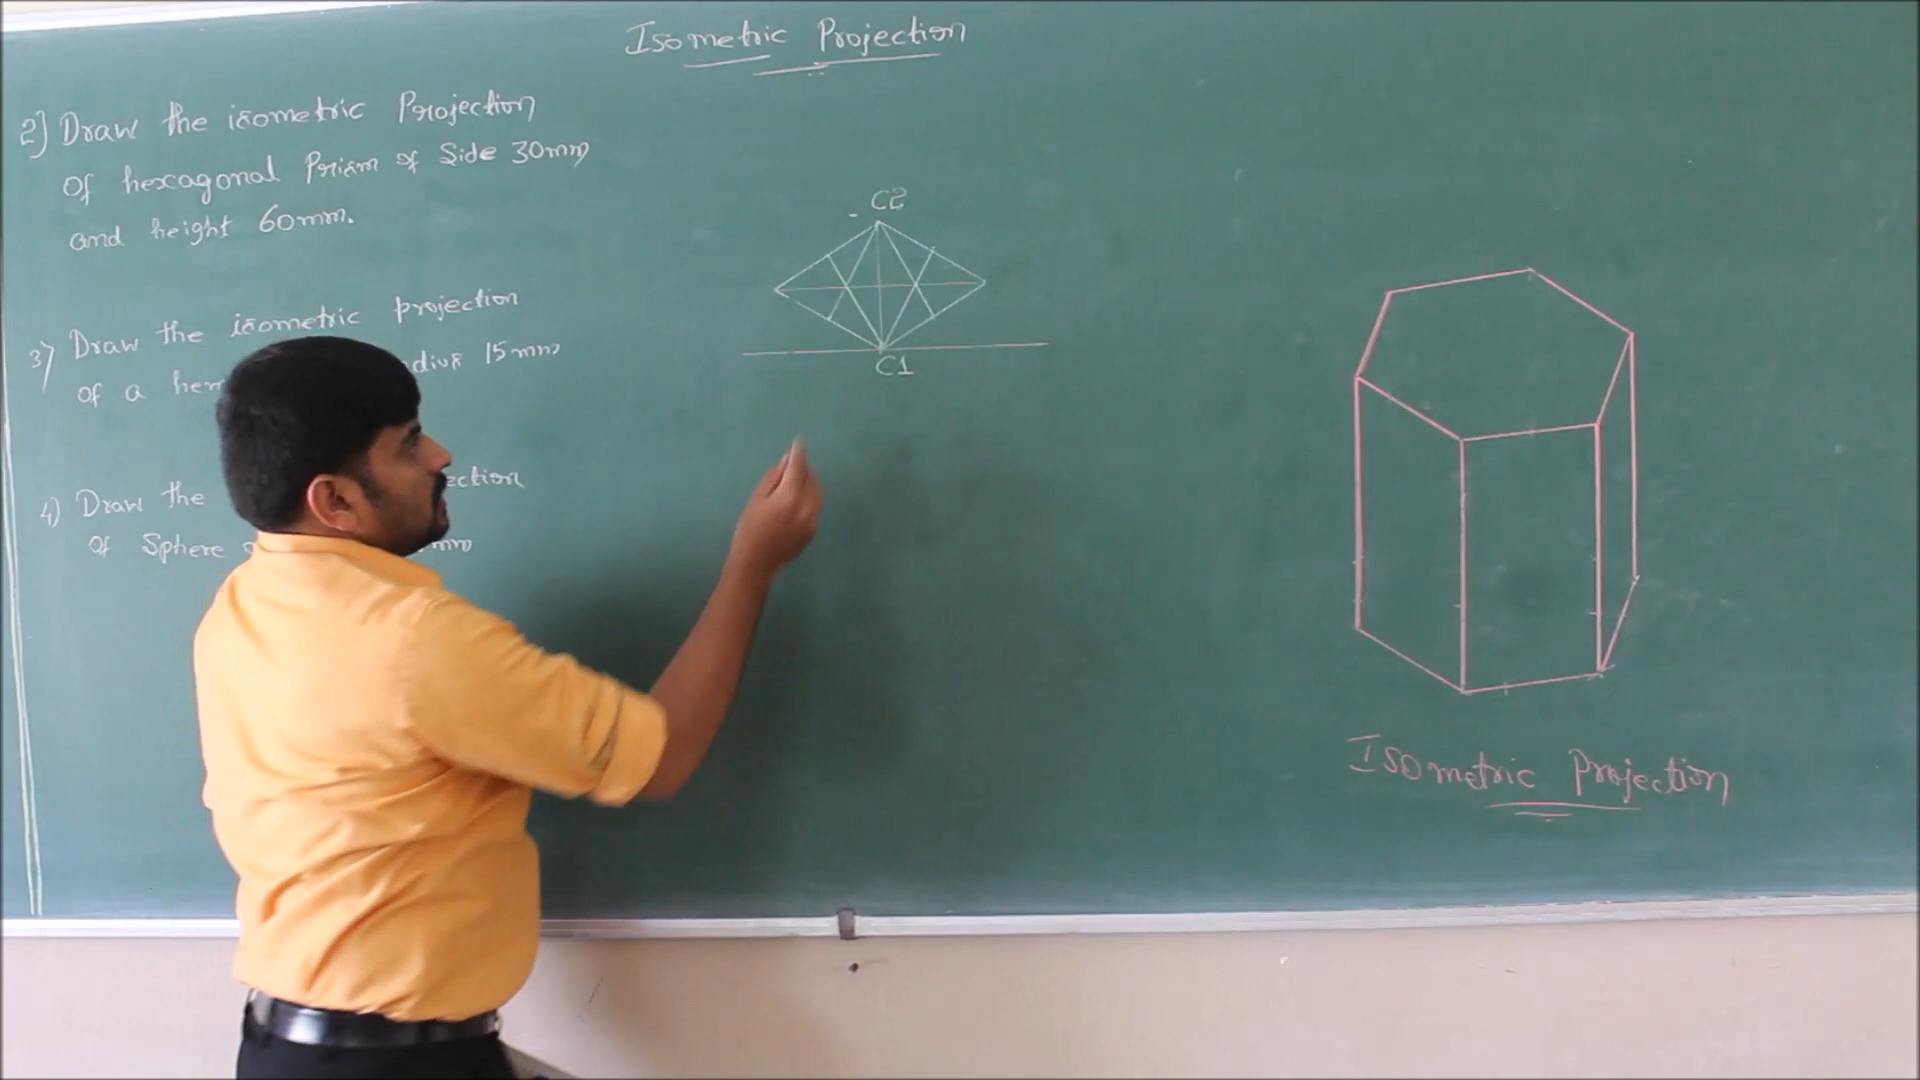 Isometric Projection
2] Draw the isometric Projection
of hexagonal Prism of Side 30mm
and height 60mm.
3) Draw the isometric projection
of a 15mm
4) Draw the
of Sphere mm
C2
C1
Isometric Projection